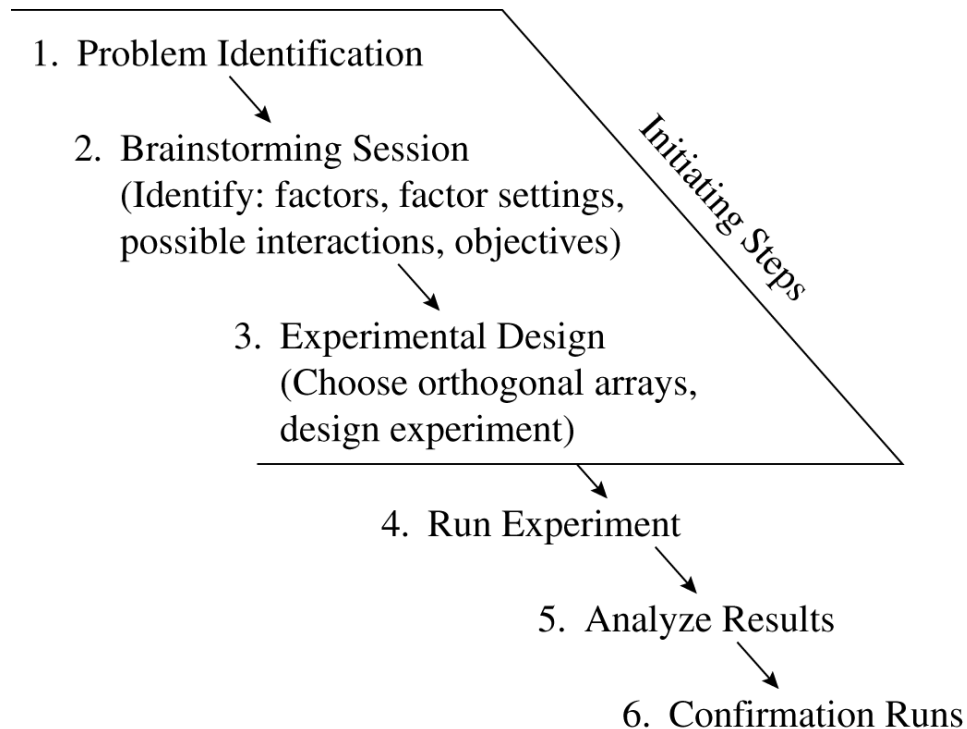 1. Problem Identification
2. Brainstorming Session
(Identify: factors, factor settings,
possible interactions, objectives)
Initiating Steps
3. Experimental Design
(Choose orthogonal arrays,
design experiment)
4. Run Experiment
5. Analyze Results
6. Confirmation Runs